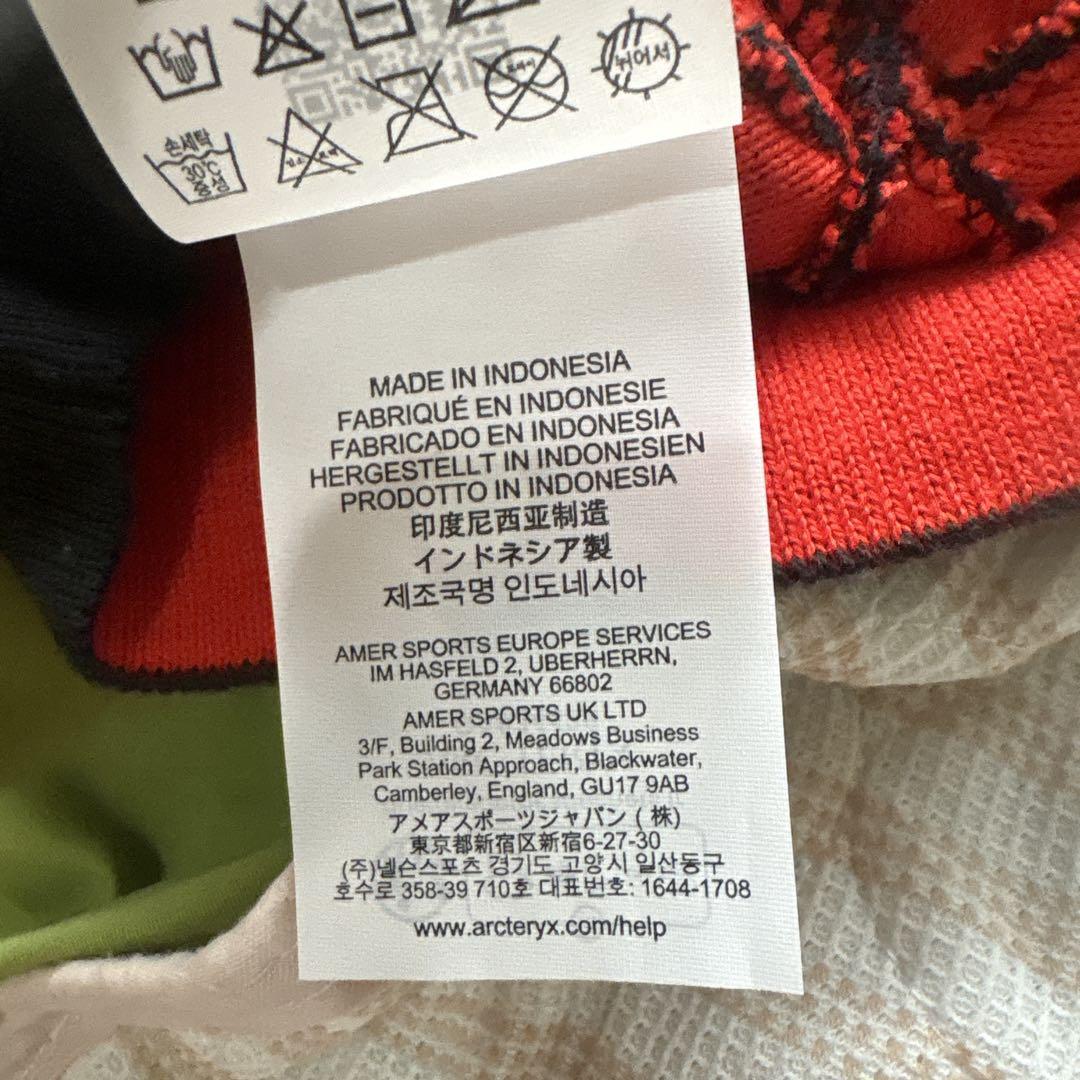 손세탁
30℃
중성
뉘어서
MADE IN INDONESIA
FABRIQUÉ EN INDONESIE
FABRICADO EN INDONESIA
HERGESTELLT IN INDONESIEN
PRODOTTO IN INDONESIA
印度尼西亚制造
インドネシア製
제조국명 인도네시아
AMER SPORTS EUROPE SERVICES
IM HASFELD 2, UBERHERRN,
GERMANY 66802
AMER SPORTS UK LTD
3/F, Building 2, Meadows Business
Park Station Approach, Blackwater,
Camberley, England, GU17 9AB
アメアスポーツジャパン ( 株)
東京都新宿区新宿6-27-30
(주)넬슨스포츠 경기도 고양시 일산동구
호수로 358-39 710호 대표번호: 1644-1708
www.arcteryx.com/help